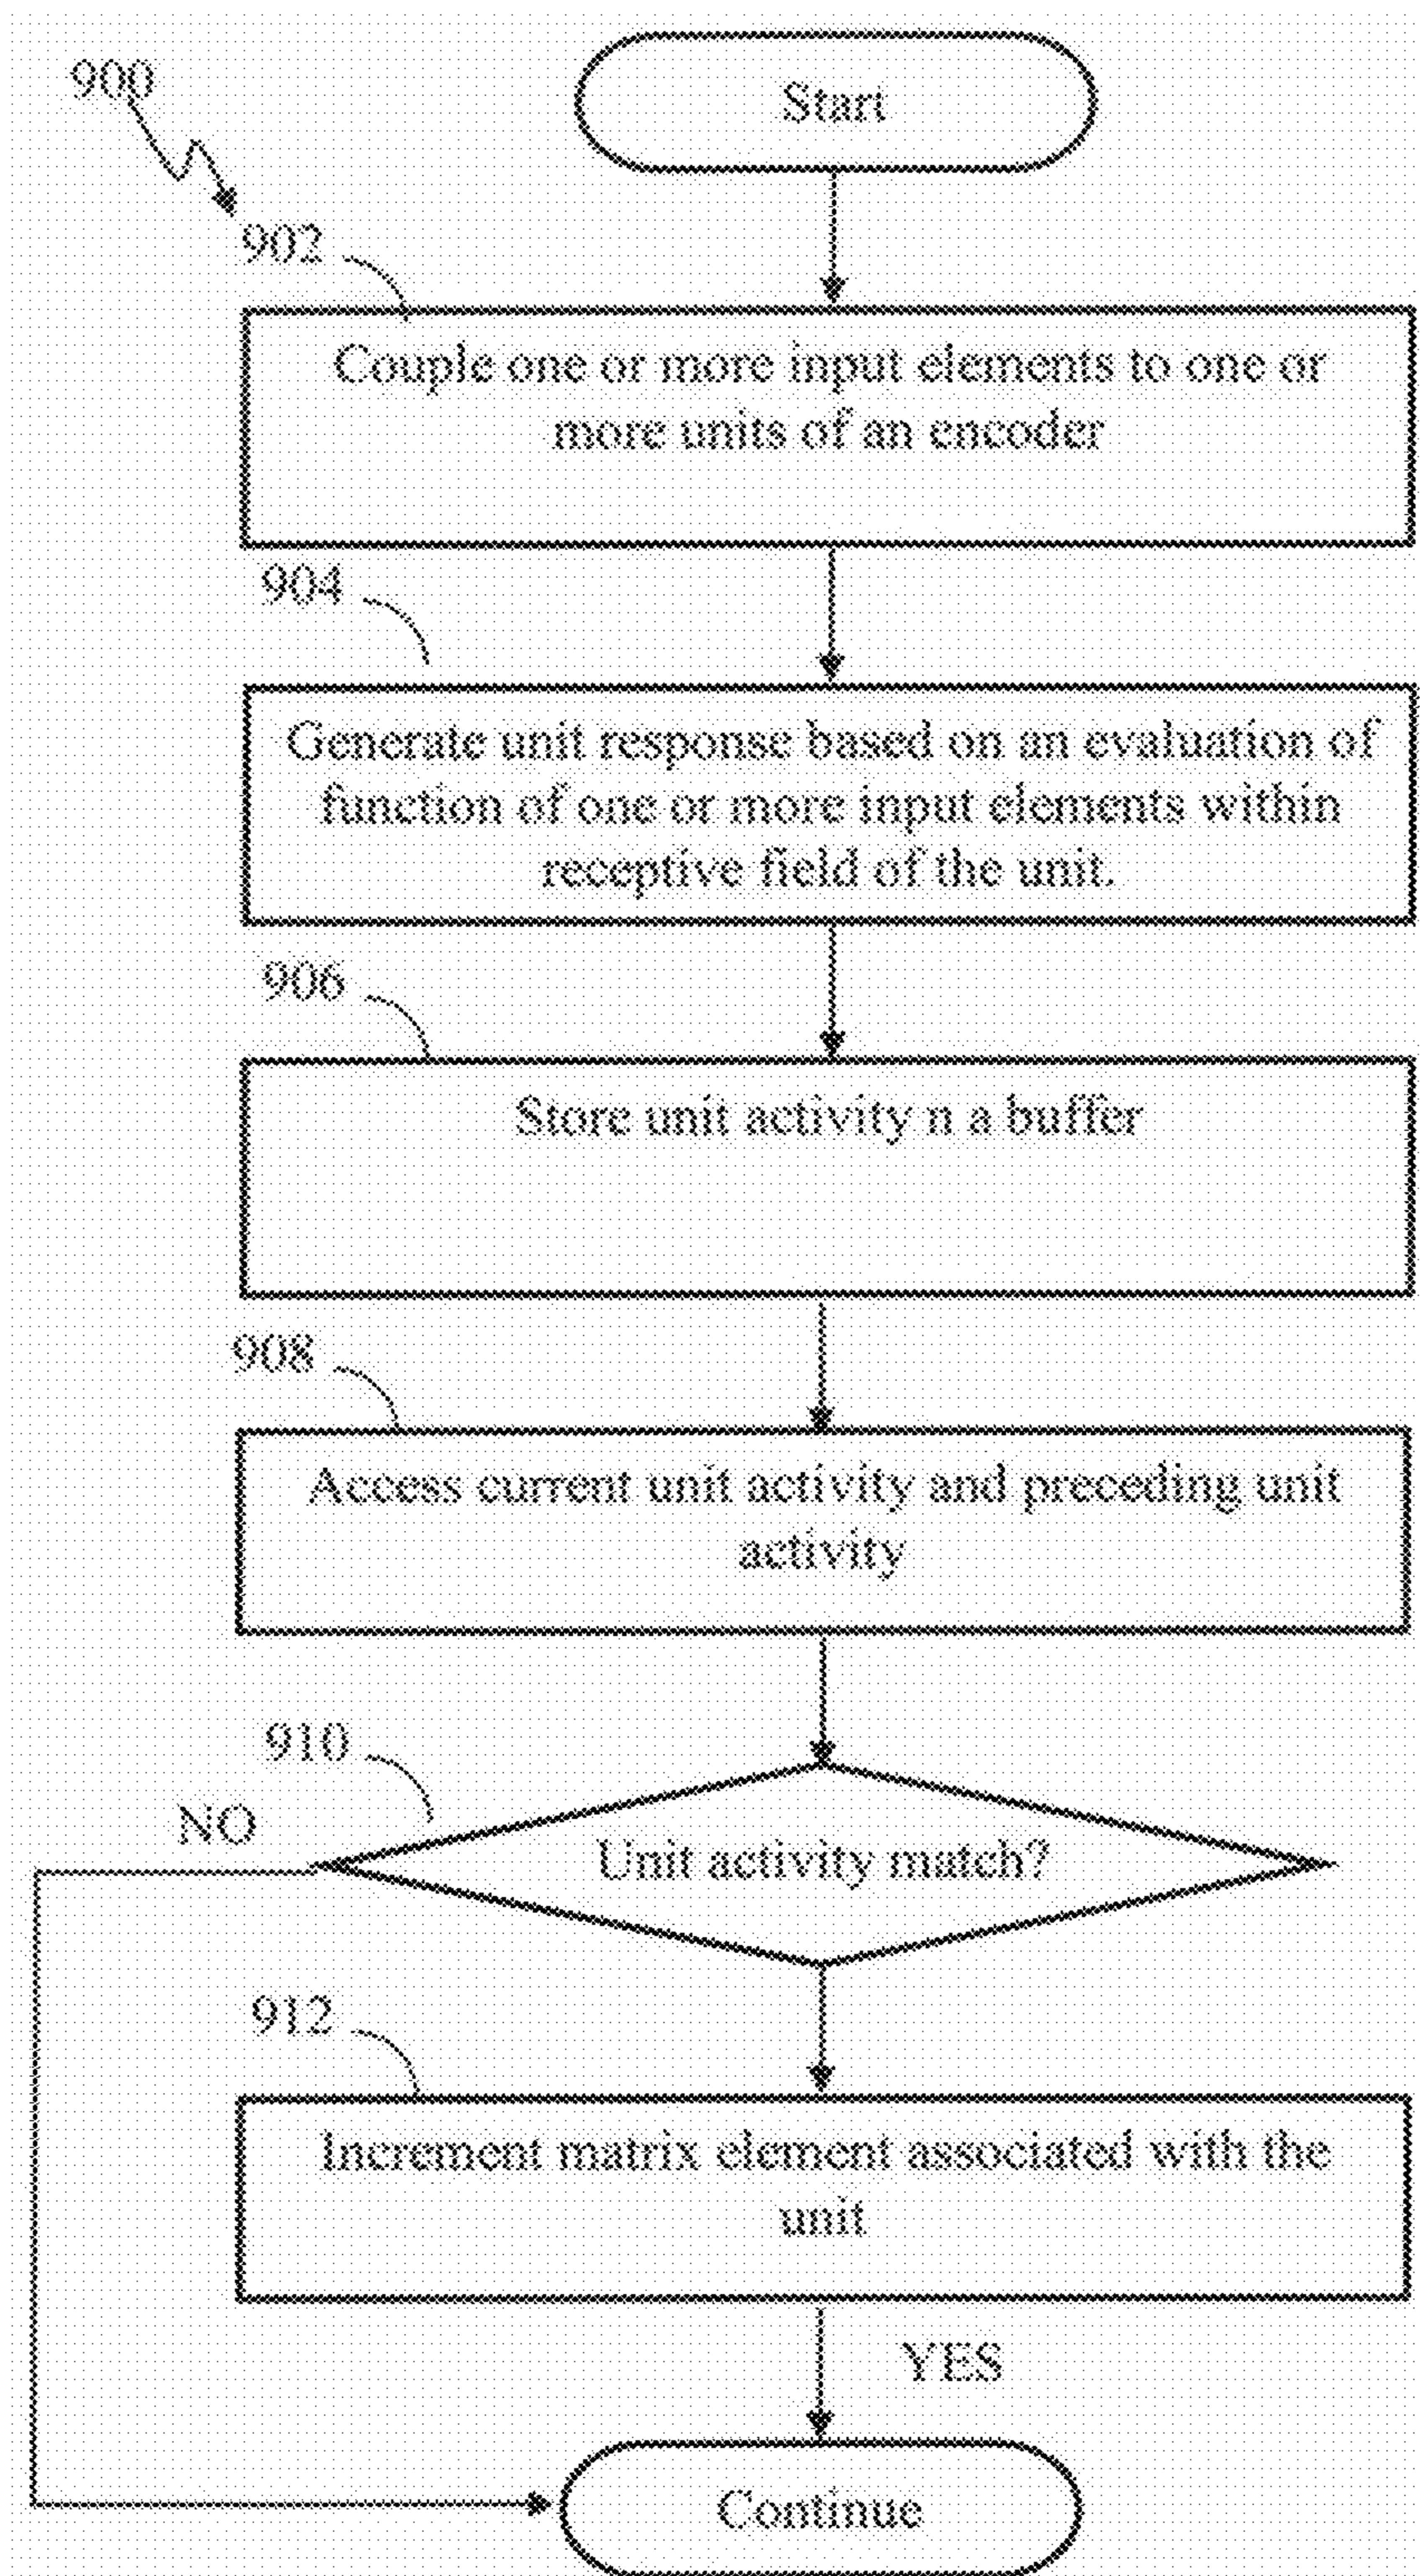 900
Start
902
Couple one or more input elements to one or
more units of an encoder
904
Generate unit response based on an evaluation of
function of one or more input elements within
receptive field of the unit.
906
Store unit activity n a buffer
908
Access current unit activity and preceding unit
activity
910
NO
Unit activity match?
912
Increment matrix element associated with the
unit
YES
Continue